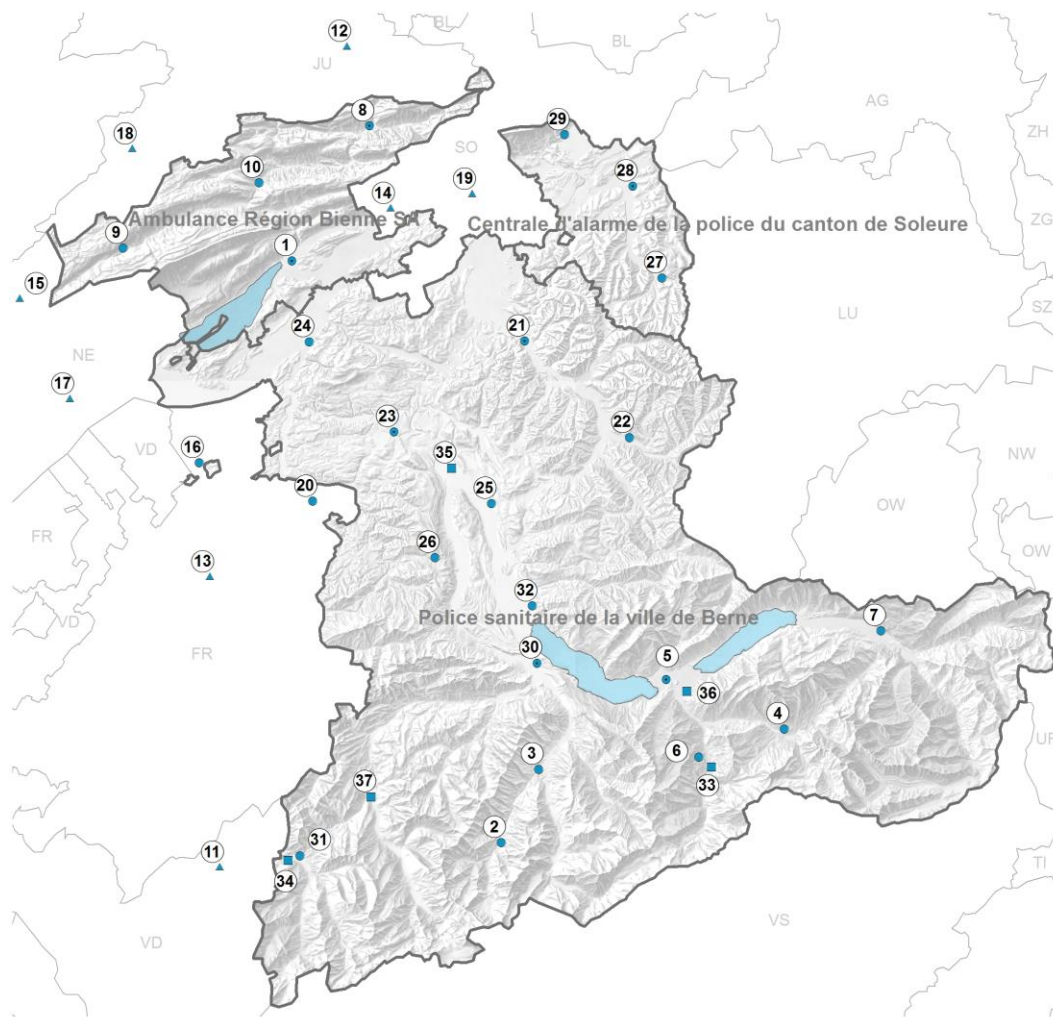 BL
12
JU
BL
8
29
AG
18
SO
ZH
10
28
14
19
Ambulance Région Bienne SA
Centrale d'alarme de la police du canton de Soleure
ZG
9
1
27
15
SZ
24
21
LU
NE
17
23
22
VD
16
35
NW
20
25
OW
FR
26
OW
13
32
VD
Police sanitaire de la ville de Berne
7
FR
30
5
36
4
3
6
UR
37
33
2
31
11
34
TI
VD
VS